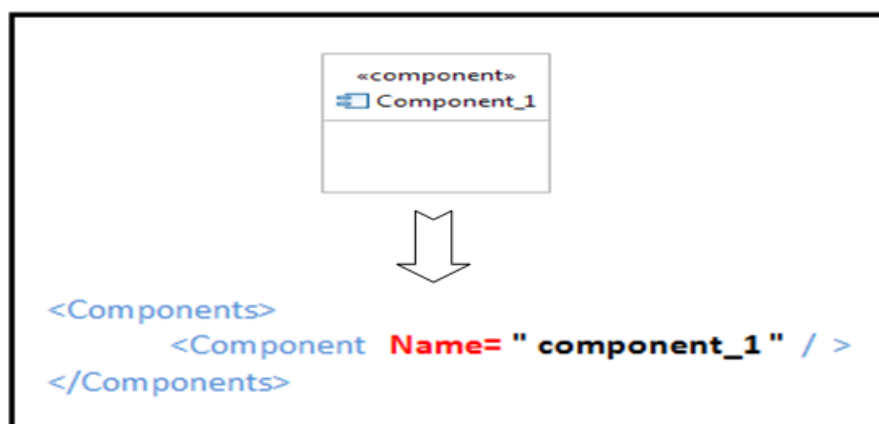 «component»
Component_1
<Components>
<Component Name= " component_1 " / >
</Components>